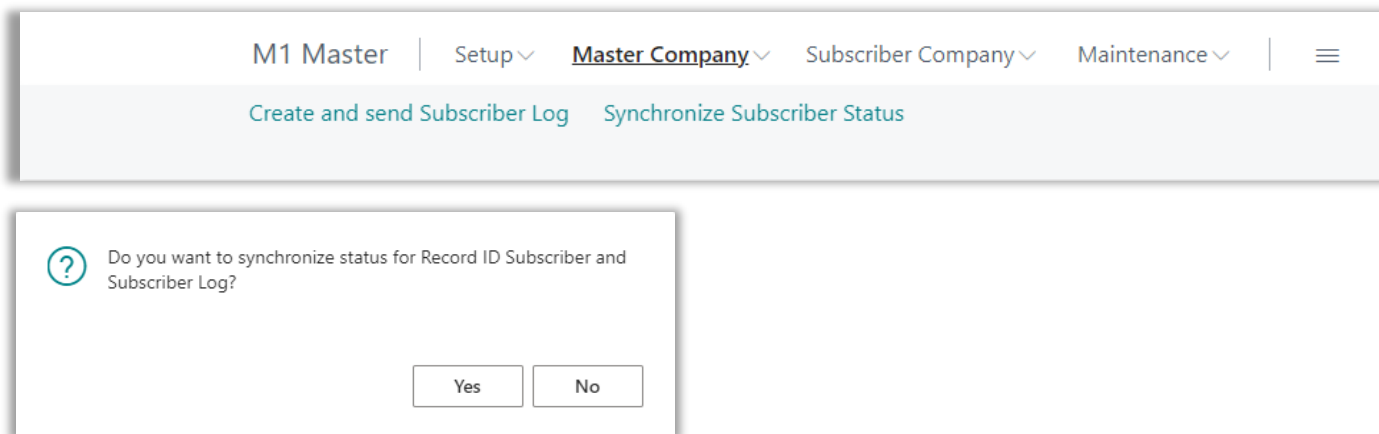 M1 Master Setup Master Company Subscriber Company Maintenance
Create and send Subscriber Log Synchronize Subscriber Status
Do you want to synchronize status for Record ID Subscriber and
Subscriber Log?
Yes No